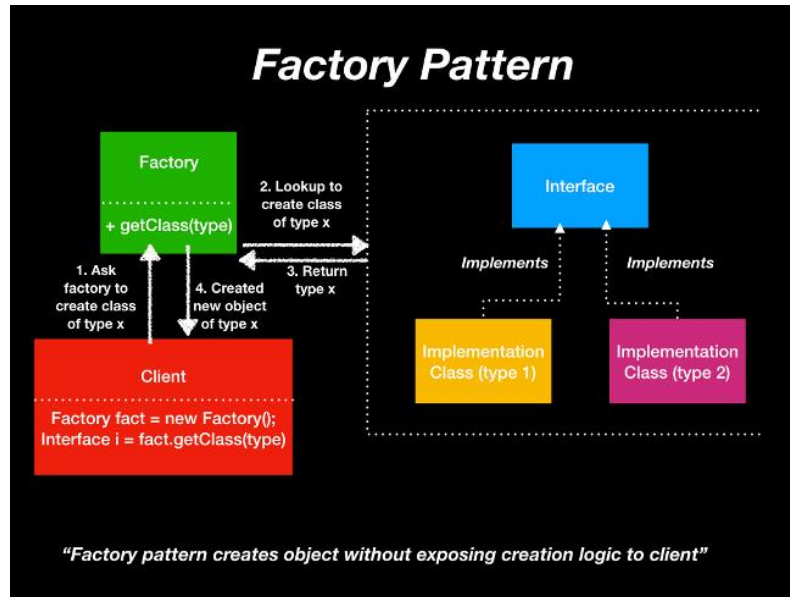 Factory Pattern
Factory
+ getClass(type)
2. Lookup to
create class
of type x
3. Return
type x
1. Ask
factory to
create class
of type x
4. Created
new object
of type x
Client
Factory fact = new Factory();
Interface i = fact.getClass(type)
Interface
Implements
Implements
Implementation
Class (type 1)
Implementation
Class (type 2)
“Factory pattern creates object without exposing creation logic to client”